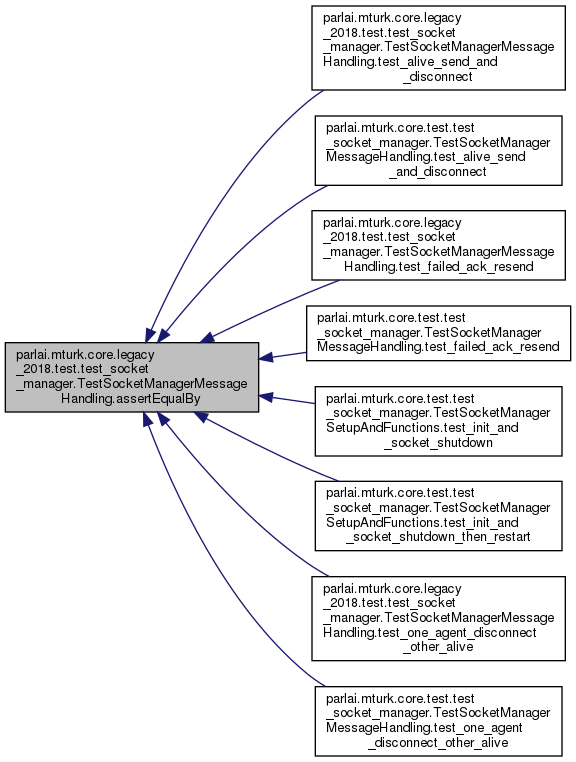 parlai.mturk.core.legacy
_2018.test.test_socket
_manager.TestSocketManagerMessage
Handling.test_alive_send_and
_disconnect
parlai.mturk.core.test.test
_socket_manager.TestSocketManager
MessageHandling.test_alive_send
_and_disconnect
parlai.mturk.core.legacy
_2018.test.test_socket
_manager.TestSocketManagerMessage
Handling.test_failed_ack_resend
parlai.mturk.core.test.test
_socket_manager.TestSocketManager
MessageHandling.test_failed_ack_resend
parlai.mturk.core.legacy
_2018.test.test_socket
_manager.TestSocketManagerMessage
Handling.assertEqualBy
parlai.mturk.core.test.test
_socket_manager.TestSocketManager
SetupAndFunctions.test_init_and
_socket_shutdown
parlai.mturk.core.test.test
_socket_manager.TestSocketManager
SetupAndFunctions.test_init_and
_socket_shutdown_then_restart
parlai.mturk.core.legacy
_2018.test.test_socket
_manager.TestSocketManagerMessage
Handling.test_one_agent_disconnect
_other_alive
parlai.mturk.core.test.test
_socket_manager.TestSocketManager
MessageHandling.test_one_agent
_disconnect_other_alive